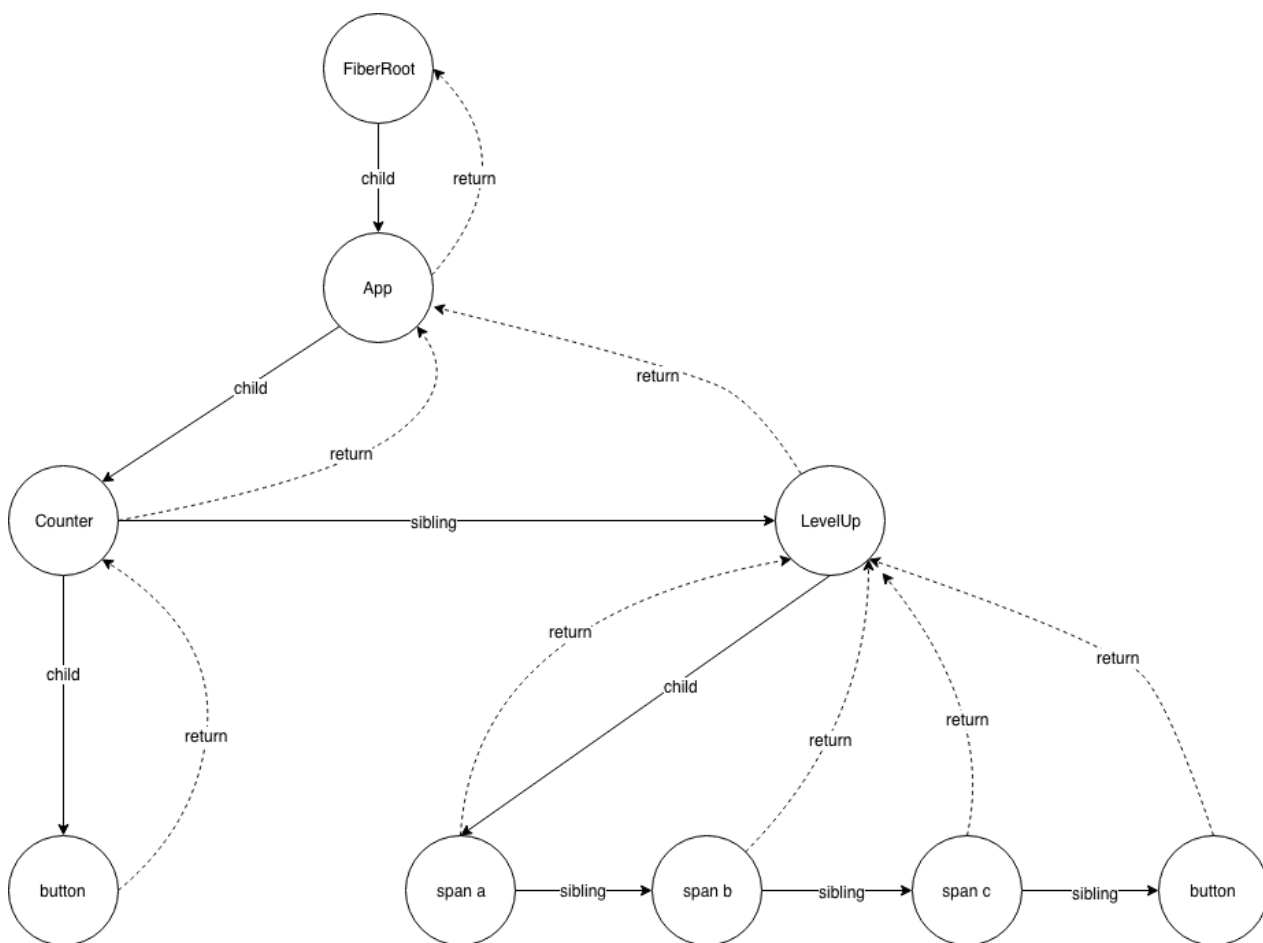 FiberRoot
child
return
App
child
return
return
Counter
sibling
LevelUp
child
return
return
child
return
return
return
button
span a
sibling
span b
sibling
span c
sibling
button